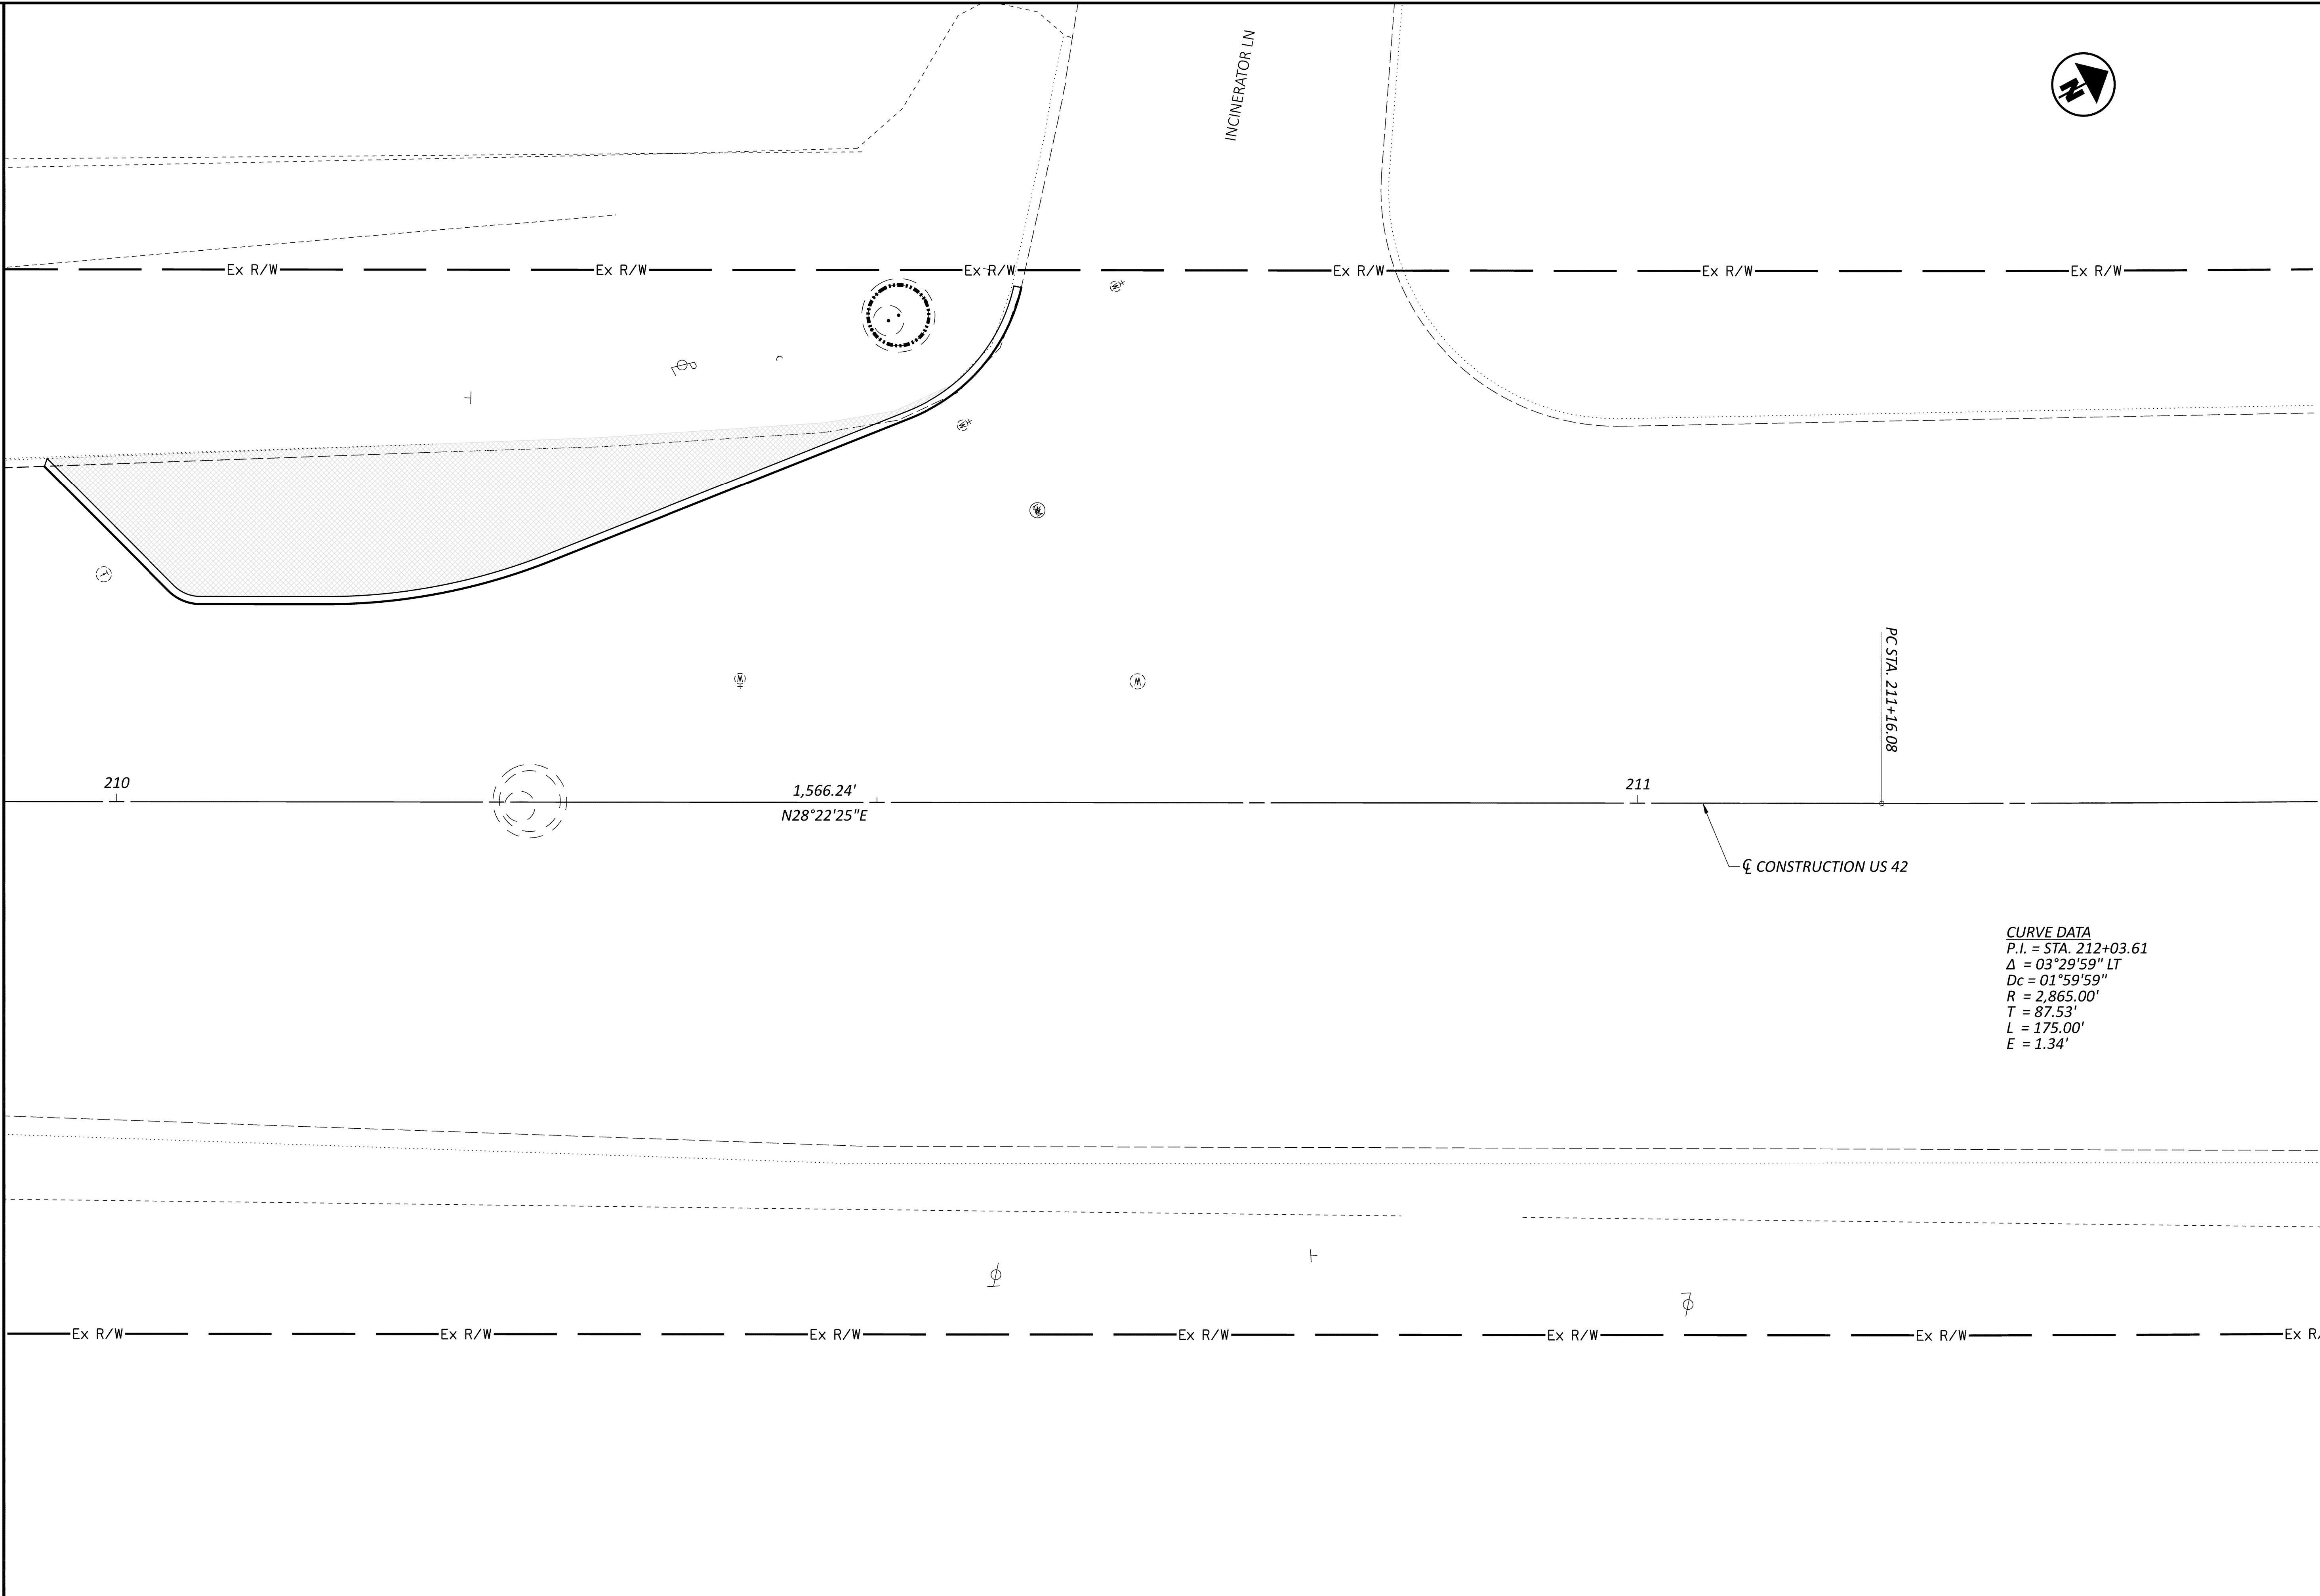 INCINERATOR LN
N
Ex R/W Ex R/W Ex R/W Ex R/W Ex R/W Ex R/W
W
W
W
T
W
W
PC STA. 211+16.08
210
1,566.24'
211
N28°22'25"E
℄ CONSTRUCTION US 42
CURVE DATA
P.I. = STA. 212+03.61
Δ = 03°29'59" LT
Dc = 01°59'59"
R = 2,865.00'
T = 87.53'
L = 175.00'
E = 1.34'
Ex R/W Ex R/W Ex R/W Ex R/W Ex R/W Ex R/W Ex R/